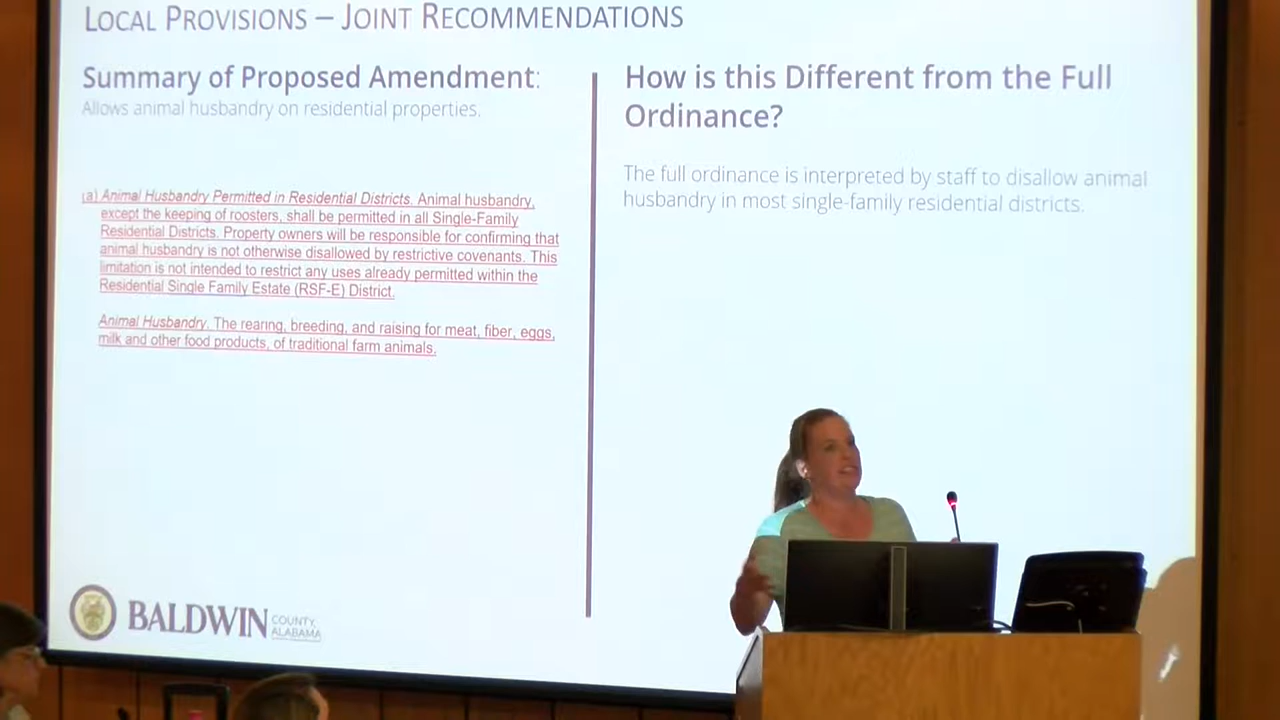 LOCAL PROVISIONS – JOINT RECOMMENDATIONS
Summary of Proposed Amendment:
Allows animal husbandry on residential properties.
(a) Animal Husbandry Permitted in Residential Districts. Animal husbandry,
except the keeping of roosters, shall be permitted in all Single-Family
Residential Districts. Property owners will be responsible for confirming that
animal husbandry is not otherwise disallowed by restrictive covenants. This
limitation is not intended to restrict any uses already permitted within the
Residential Single Family Estate (RSF-E) District.
Animal Husbandry. The rearing, breeding, and raising for meat, fiber, eggs,
milk and other food products, of traditional farm animals.
How is this Different from the Full
Ordinance?
The full ordinance is interpreted by staff to disallow animal
husbandry in most single-family residential districts.
BALDWIN
COUNTY,
ALABAMA